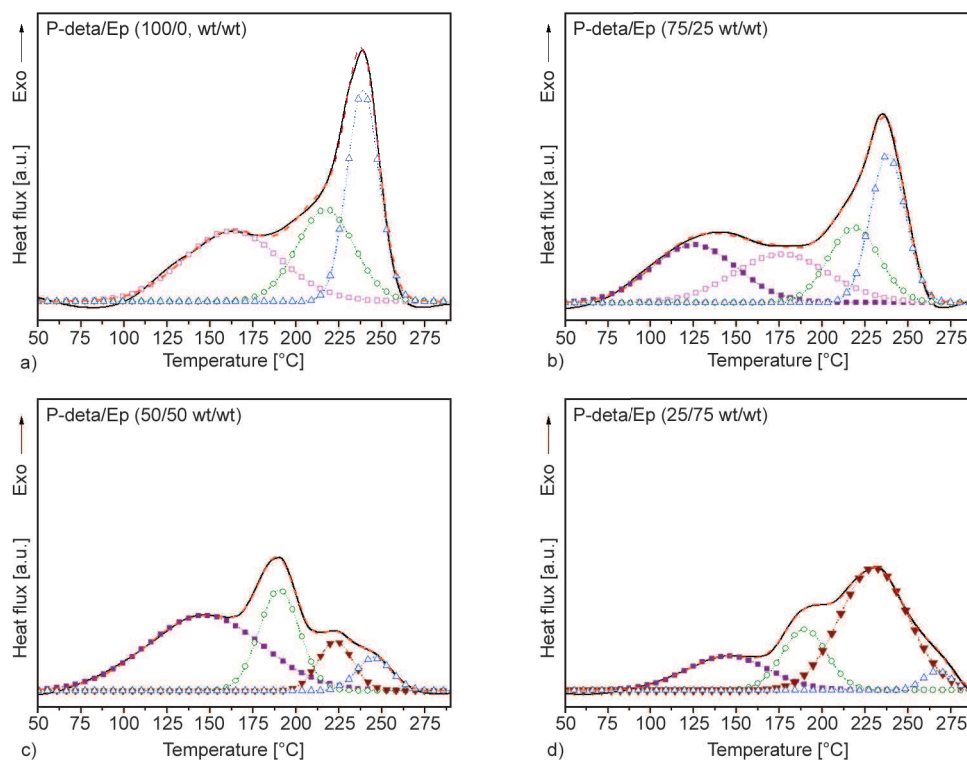 P-deta/Ep (100/0, wt/wt)
Exo
Heat flux [a.u.]
50 75 100 125 150 175 200 225 250 275
Temperature [°C]
a)
P-deta/Ep (75/25 wt/wt)
Exo
Heat flux [a.u.]
50 75 100 125 150 175 200 225 250 275
Temperature [°C]
b)
P-deta/Ep (50/50 wt/wt)
Exo
Heat flux [a.u.]
50 75 100 125 150 175 200 225 250 275
Temperature [°C]
c)
P-deta/Ep (25/75 wt/wt)
Exo
Heat flux [a.u.]
50 75 100 125 150 175 200 225 250 275
Temperature [°C]
d)